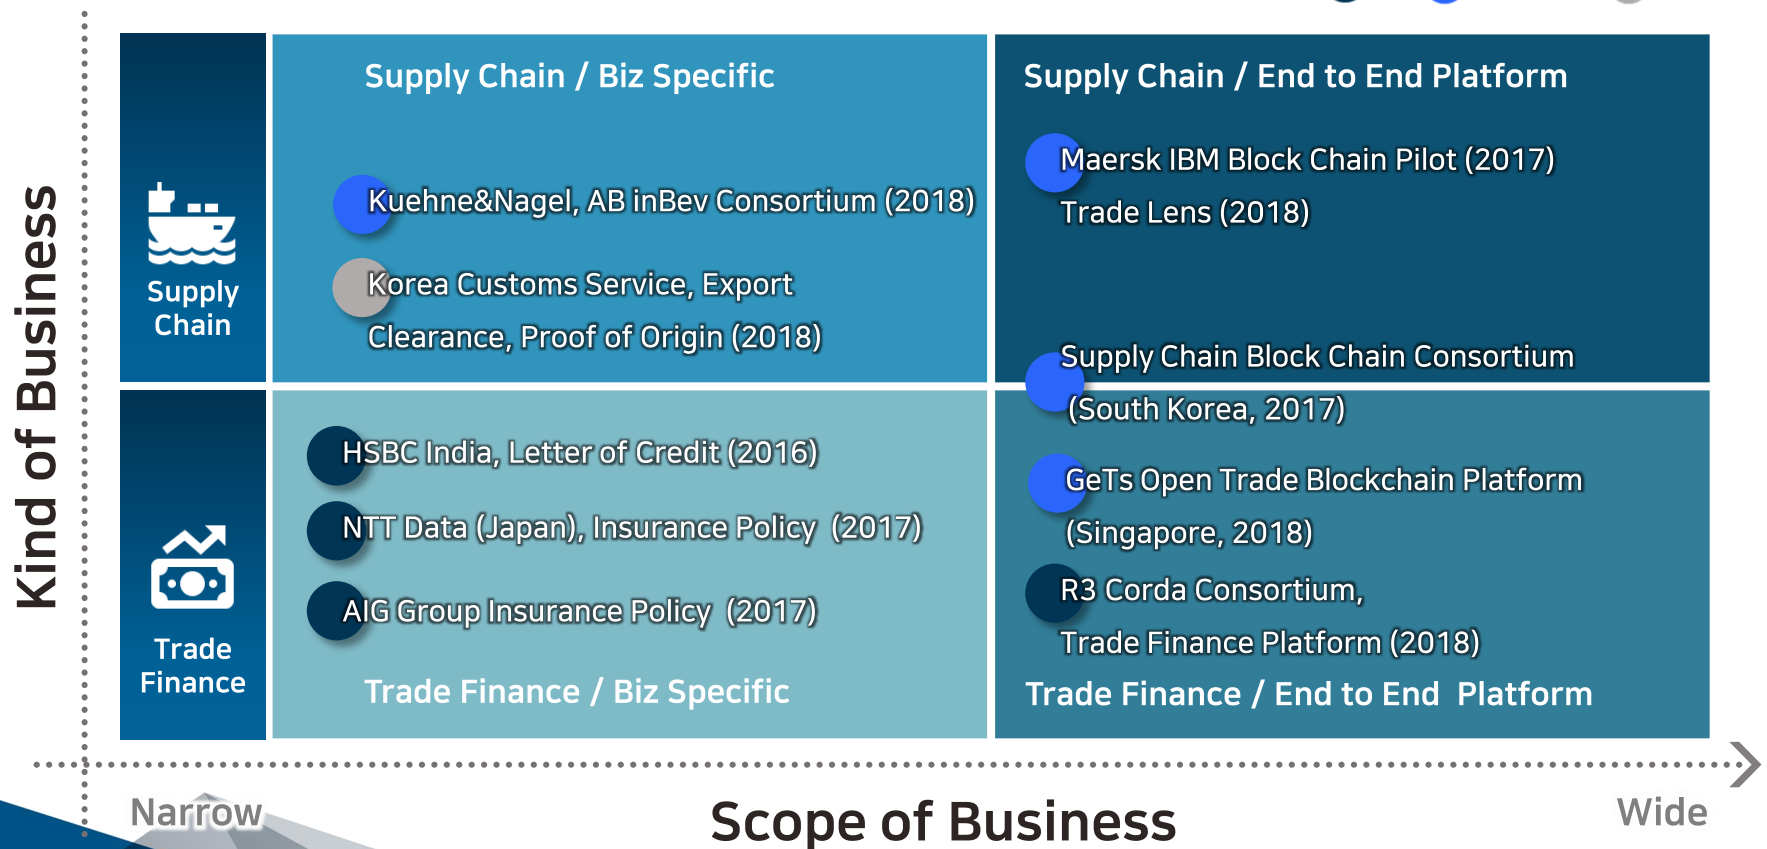 Kind of Business
Supply
Chain
Supply Chain / Biz Specific
Kuehne&Nagel, AB inBev Consortium (2018)
Korea Customs Service, Export
Clearance, Proof of Origin (2018)
Supply Chain / End to End Platform
Maersk IBM Block Chain Pilot (2017)
Trade Lens (2018)
Supply Chain Block Chain Consortium
(South Korea, 2017)
Trade
Finance
HSBC India, Letter of Credit (2016)
NTT Data (Japan), Insurance Policy (2017)
AIG Group Insurance Policy (2017)
Trade Finance / Biz Specific
GeTs Open Trade Blockchain Platform
(Singapore, 2018)
R3 Corda Consortium,
Trade Finance Platform (2018)
Trade Finance / End to End Platform
Narrow
Scope of Business
Wide